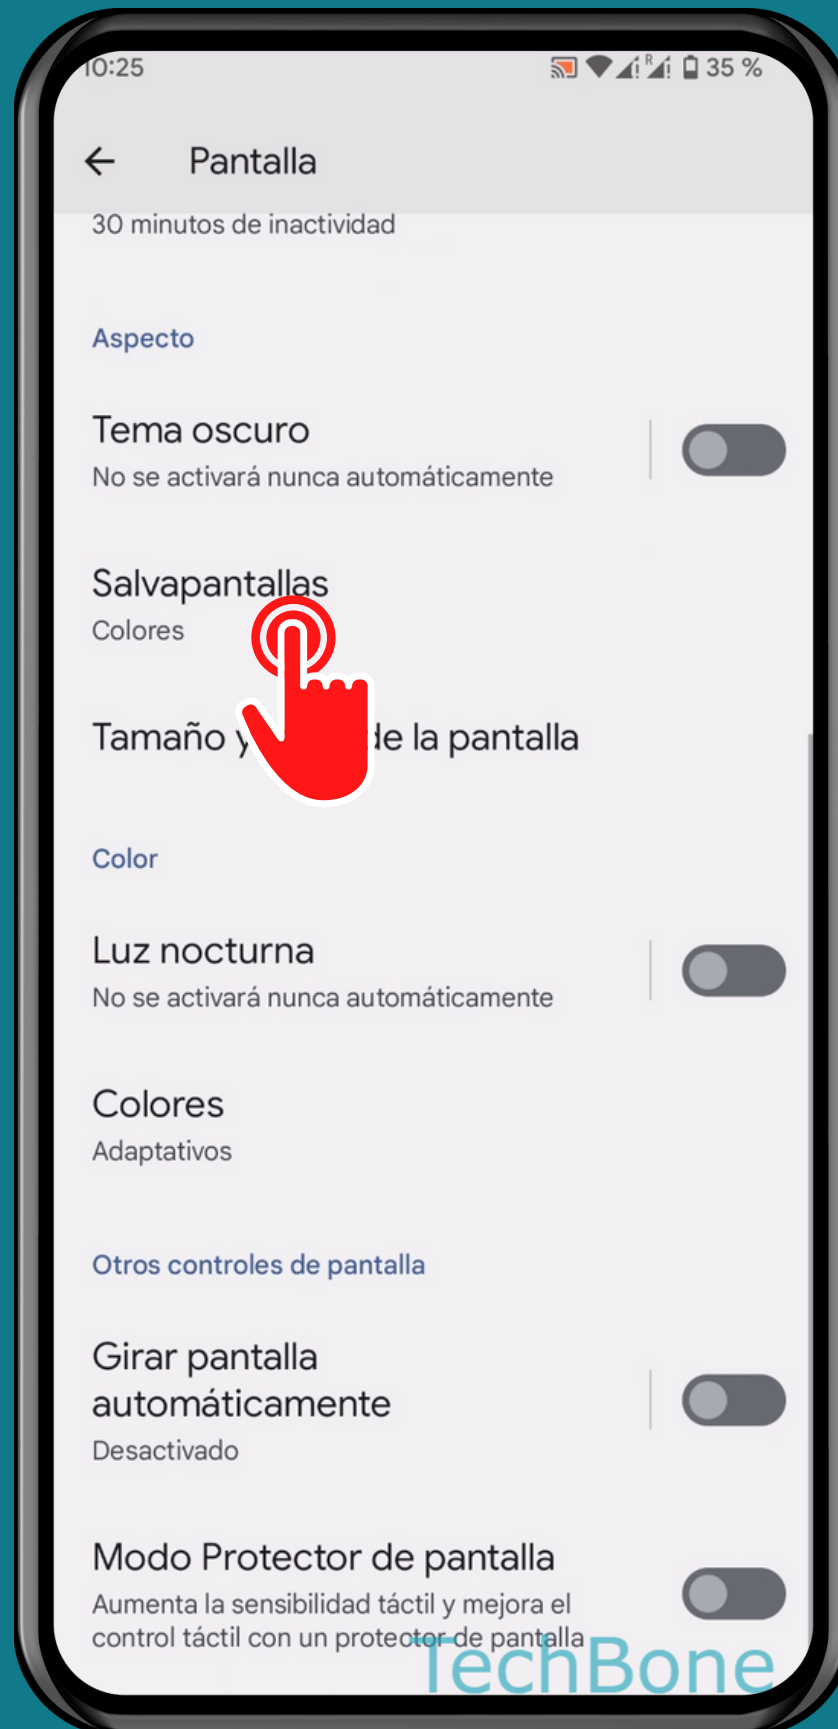 10:25
R
35 %
Pantalla
30 minutos de inactividad
Aspecto
Tema oscuro
No se activará nunca automáticamente
Salvapantallas
Colores
Tamaño y de la pantalla
Color
Luz nocturna
No se activará nunca automáticamente
Colores
Adaptativos
Otros controles de pantalla
Girar pantalla
automáticamente
Desactivado
Modo Protector de pantalla
Aumenta la sensibilidad táctil y mejora el
control táctil con un protector de pantalla
TechBone